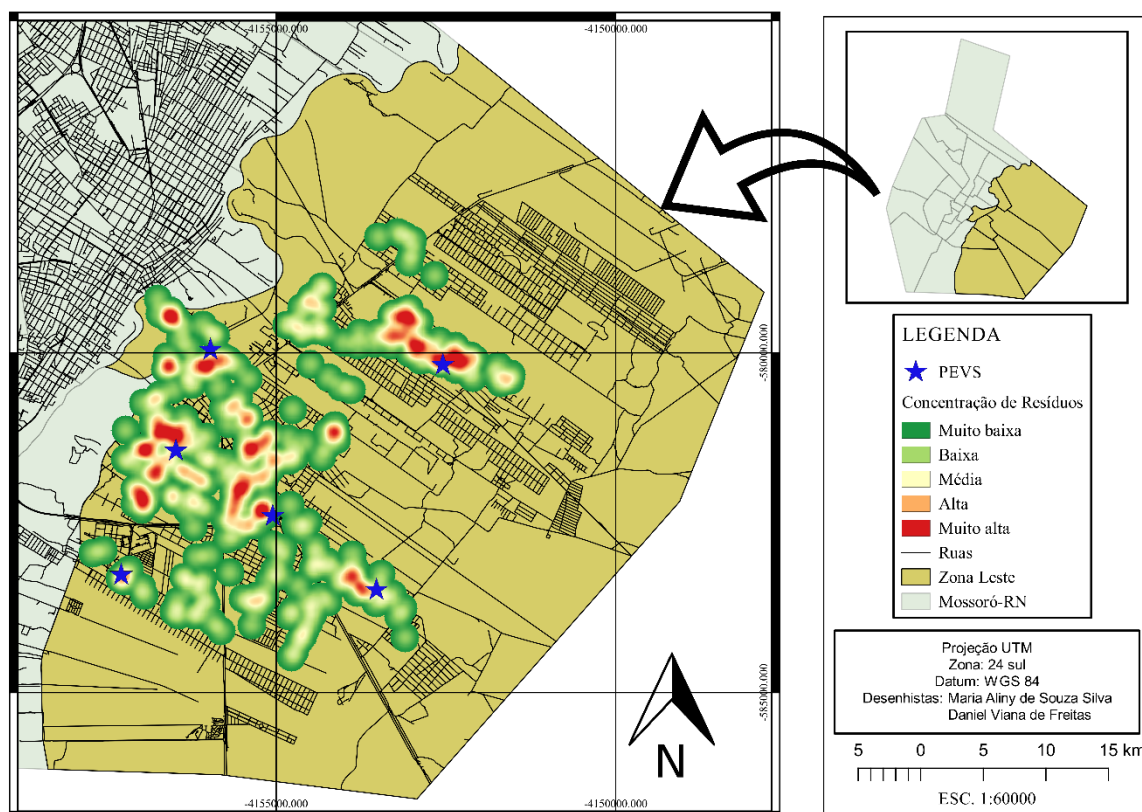 -4155000.000
-4150000.000
-580000.000
-585000.000
-4155000.000
-4150000.000
N
LEGENDA
PEVS
Concentração de Resíduos
Muito baixa
Baixa
Média
Alta
Muito alta
Ruas
Zona Leste
Mossoró-RN
Projeção UTM
Zona: 24 sul
Datum: WGS 84
Desenhistas: Maria Aliny de Souza Silva
Daniel Viana de Freitas
5 0 5 10 15 km
ESC. 1:60000